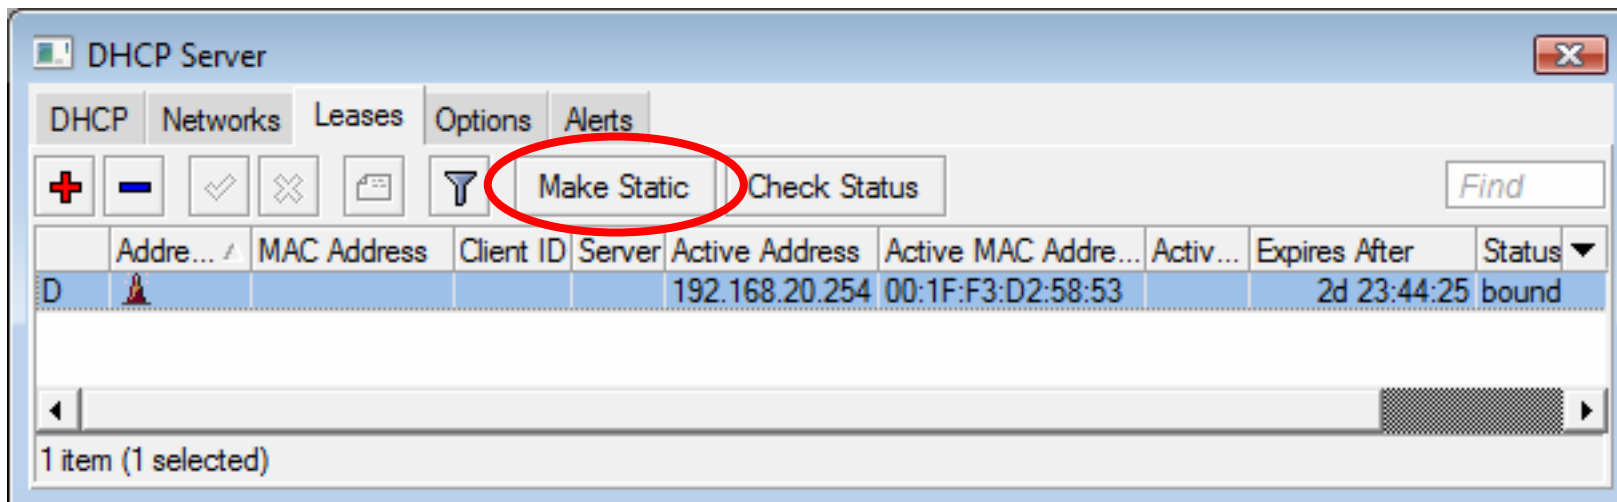 DHCP Server
DHCP Networks Leases Options Alerts
Make Static Check Status Find
Addre... MAC Address Client ID Server Active Address Active MAC Addre... Activ... Expires After Status
D 192.168.20.254 00:1F:F3:D2:58:53 2d 23:44:25 bound
1 item (1 selected)